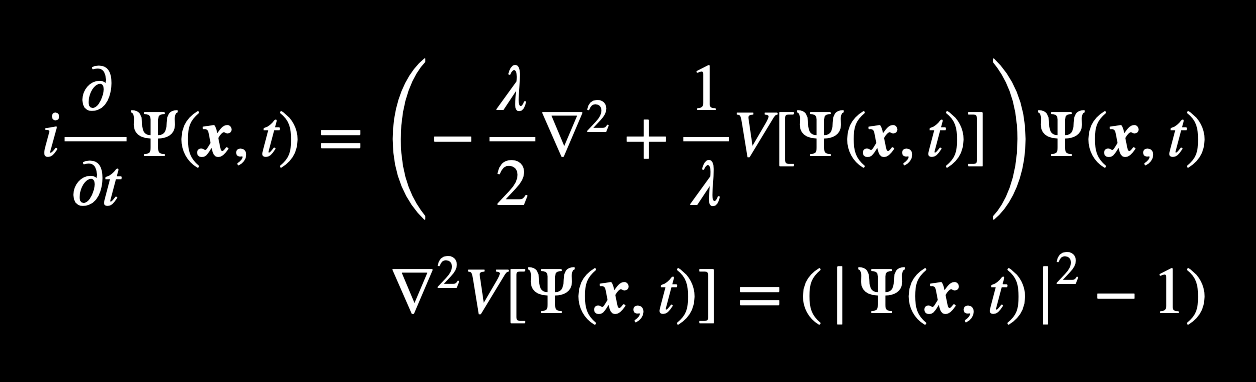 i ∂/∂t Ψ(x, t) = (− λ/2 ∇² + 1/λ V[Ψ(x, t)]) Ψ(x, t)
∇²V[Ψ(x, t)] = (|Ψ(x, t)|² − 1)